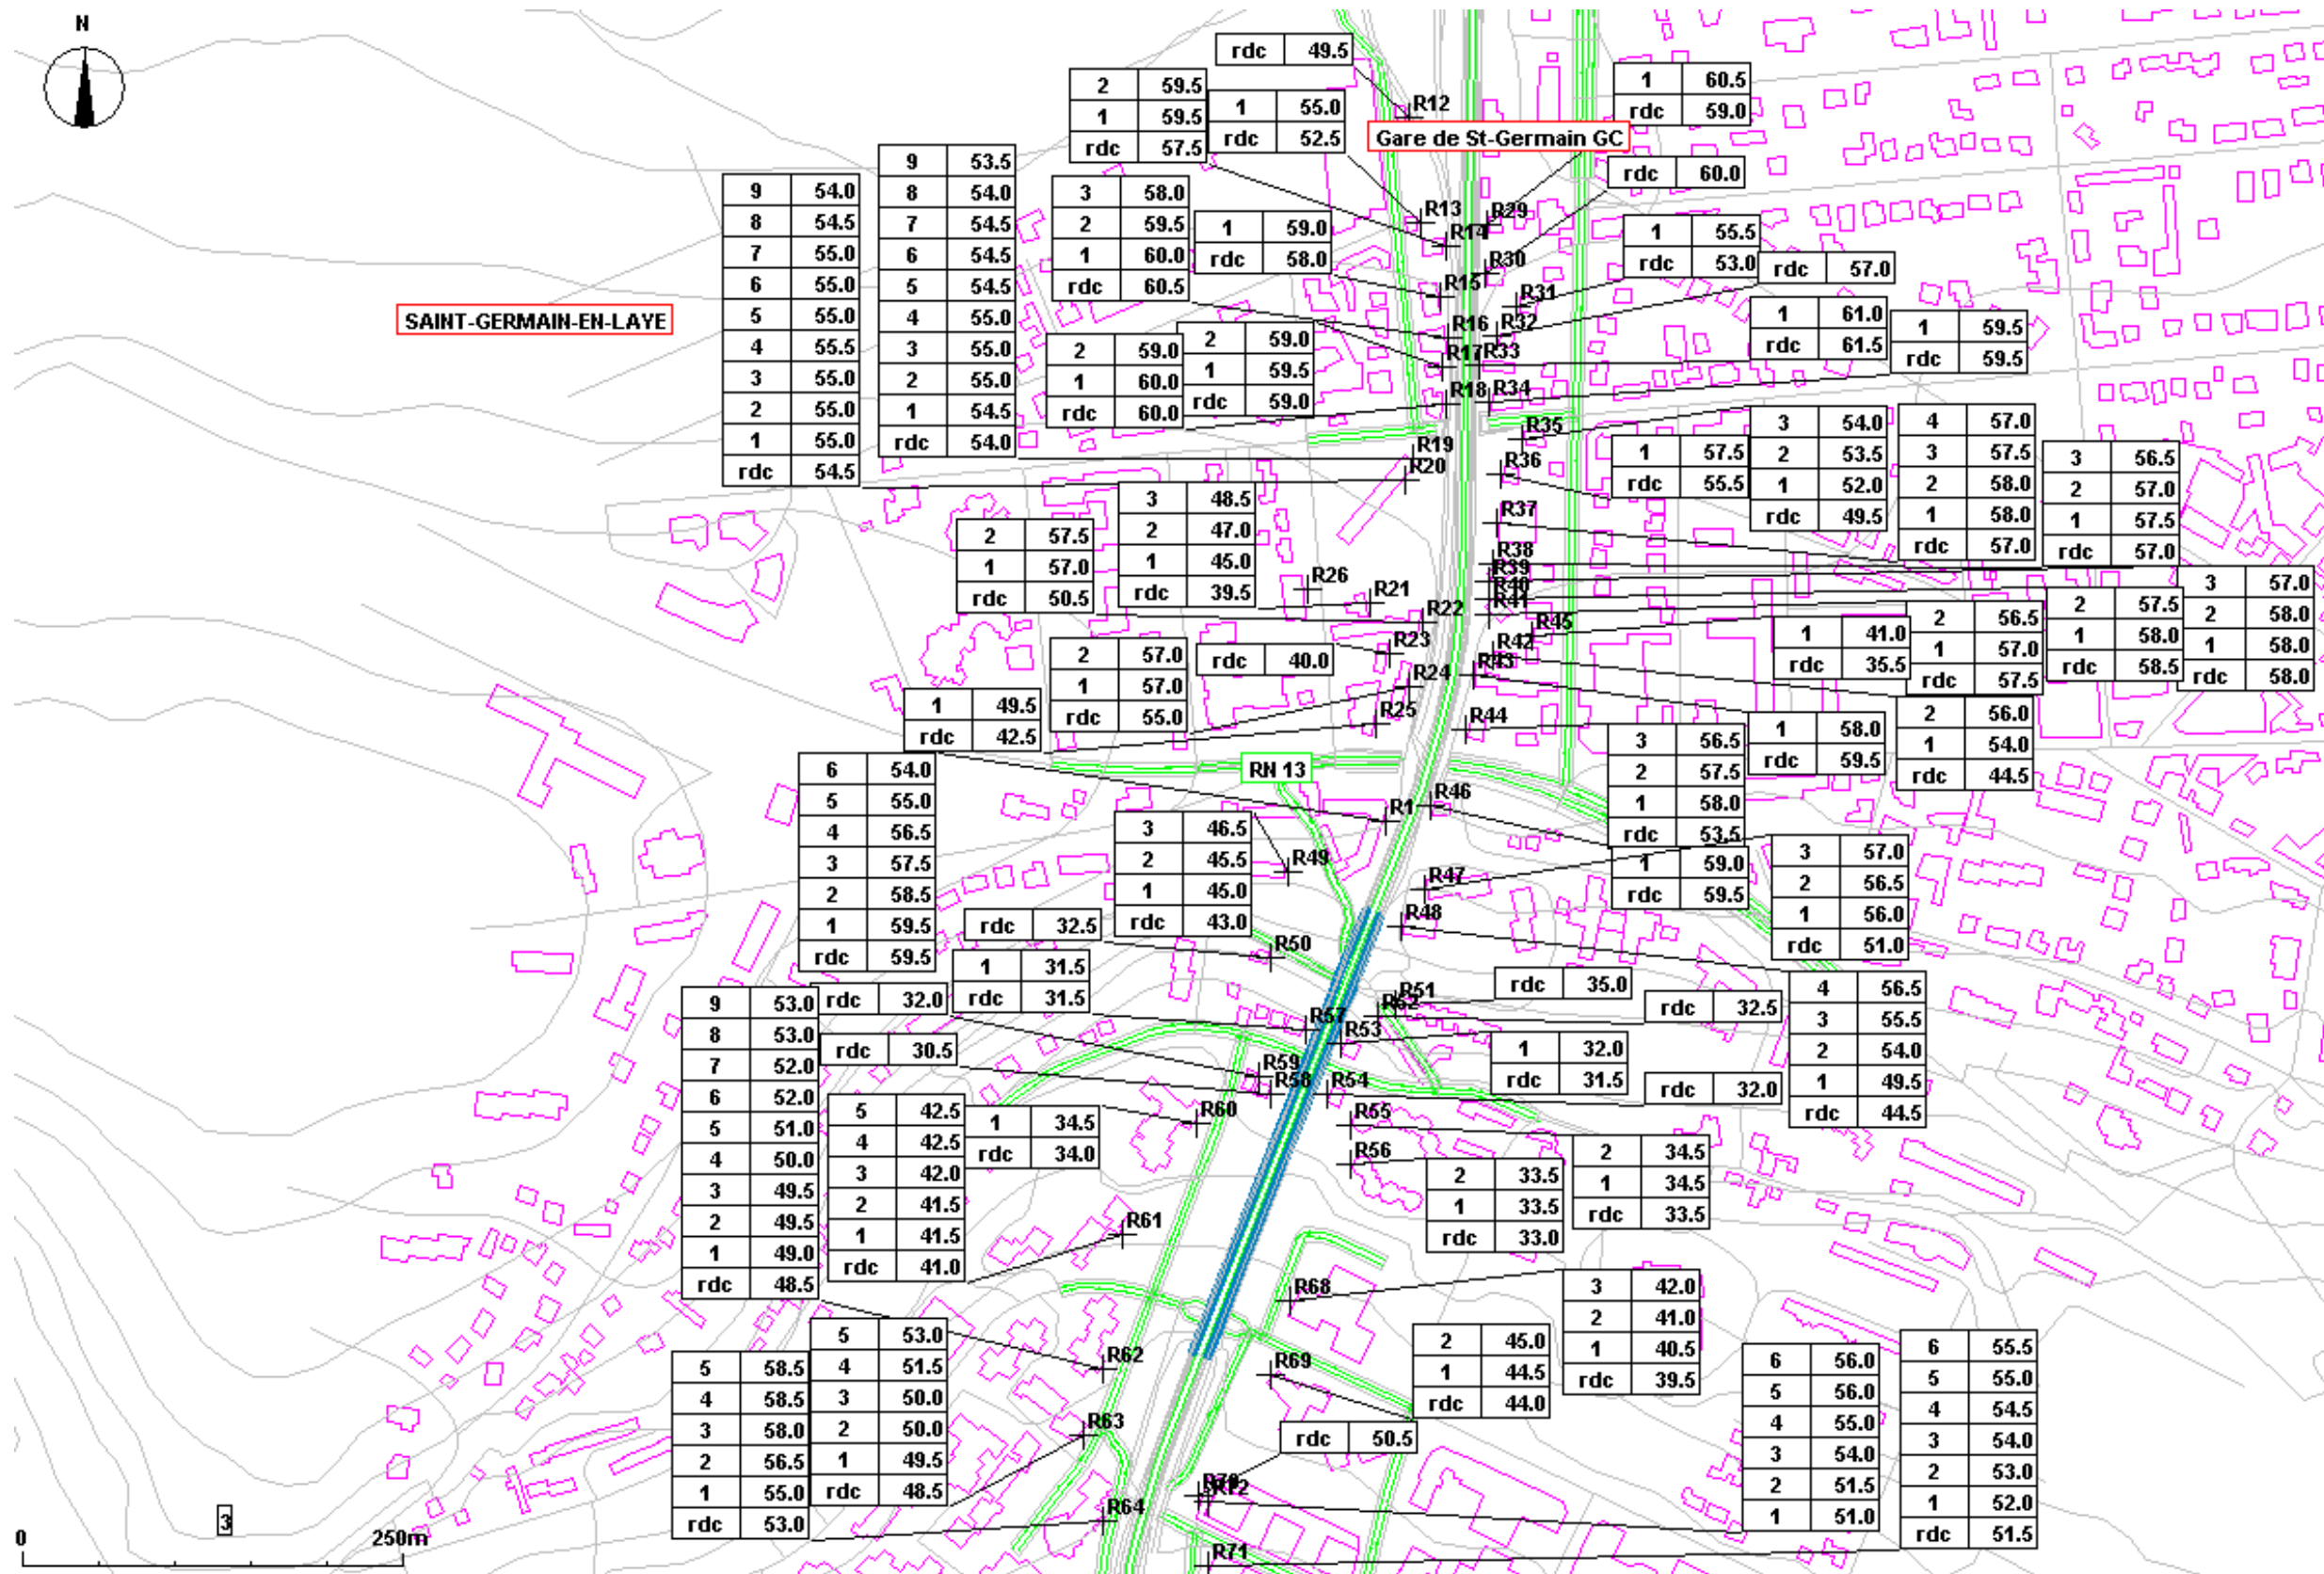 N
rdc 49.5
2 59.5
1 59.5
rdc 57.5
1 55.0
rdc 52.5
R12
Gare de St-Germain GC
1 60.5
rdc 59.0
rdc 60.0
9 53.5
8 54.0
7 54.5
6 54.5
5 54.5
4 55.0
3 55.0
2 55.0
1 54.5
rdc 54.0
9 54.0
8 54.5
7 55.0
6 55.0
5 55.0
4 55.5
3 55.0
2 55.0
1 55.0
rdc 54.5
3 58.0
2 59.5
1 60.0
rdc 60.5
1 59.0
rdc 58.0
R13
R29
R14
R30
R15
R31
R16
R32
R17
R33
R18
R34
R35
R19
R20
R36
1 55.5
rdc 53.0
rdc 57.0
1 61.0
rdc 61.5
1 59.5
rdc 59.5
SAINT-GERMAIN-EN-LAYE
2 59.0
1 60.0
rdc 60.0
2 59.0
1 59.5
rdc 59.0
1 57.5
rdc 55.5
3 54.0
2 53.5
1 52.0
rdc 49.5
4 57.0
3 57.5
2 58.0
1 58.0
rdc 57.0
3 56.5
2 57.0
1 57.5
rdc 57.0
3 48.5
2 47.0
1 45.0
rdc 39.5
2 57.5
1 57.0
rdc 50.5
R37
R38
R39
R40
R41
R26
R21
R22
R45
R23
R42
R43
R24
R25
R44
3 57.0
2 58.0
1 58.0
rdc 58.0
2 57.5
1 58.0
rdc 58.5
2 56.5
1 57.0
rdc 57.5
1 41.0
rdc 35.5
2 57.0
1 57.0
rdc 55.0
rdc 40.0
1 49.5
rdc 42.5
2 56.0
1 54.0
rdc 44.5
1 58.0
rdc 59.5
3 56.5
2 57.5
1 58.0
rdc 53.5
RN 13
R1
R46
6 54.0
5 55.0
4 56.5
3 57.5
2 58.5
1 59.5
rdc 59.5
3 46.5
2 45.5
1 45.0
rdc 43.0
R49
R47
R48
1 59.0
rdc 59.5
3 57.0
2 56.5
1 56.0
rdc 51.0
rdc 32.5
R50
1 31.5
rdc 31.5
rdc 32.0
rdc 30.5
R51
R52
R57
R53
rdc 35.0
rdc 32.5
4 56.5
3 55.5
2 54.0
1 49.5
rdc 44.5
9 53.0
8 53.0
7 52.0
6 52.0
5 51.0
4 50.0
3 49.5
2 49.5
1 49.0
rdc 48.5
1 32.0
rdc 31.5
rdc 32.0
R59
R58
R54
R60
R55
R56
5 42.5
4 42.5
3 42.0
2 41.5
1 41.5
rdc 41.0
1 34.5
rdc 34.0
2 34.5
1 34.5
rdc 33.5
2 33.5
1 33.5
rdc 33.0
R61
R68
3 42.0
2 41.0
1 40.5
rdc 39.5
5 53.0
4 51.5
3 50.0
2 50.0
1 49.5
rdc 48.5
5 58.5
4 58.5
3 58.0
2 56.5
1 55.0
rdc 53.0
R62
R69
2 45.0
1 44.5
rdc 44.0
6 56.0
5 56.0
4 55.0
3 54.0
2 51.5
1 51.0
6 55.5
5 55.0
4 54.5
3 54.0
2 53.0
1 52.0
rdc 51.5
R63
rdc 50.5
R64
R72
R71
3
0 250m